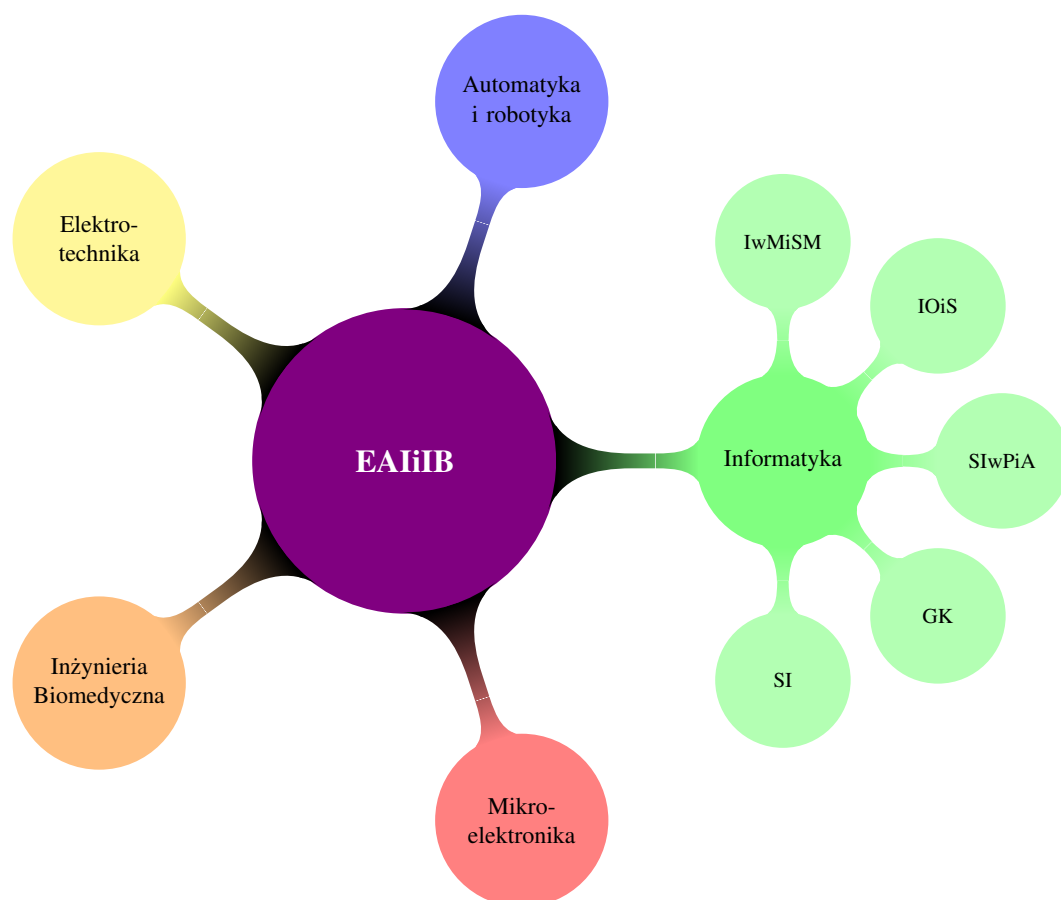 Automatyka
i robotyka
Elektro-
technika
IwMiSM
IOiS
EAIiIB
Informatyka
SIwPiA
GK
SI
Inżynieria
Biomedyczna
Mikro-
elektronika